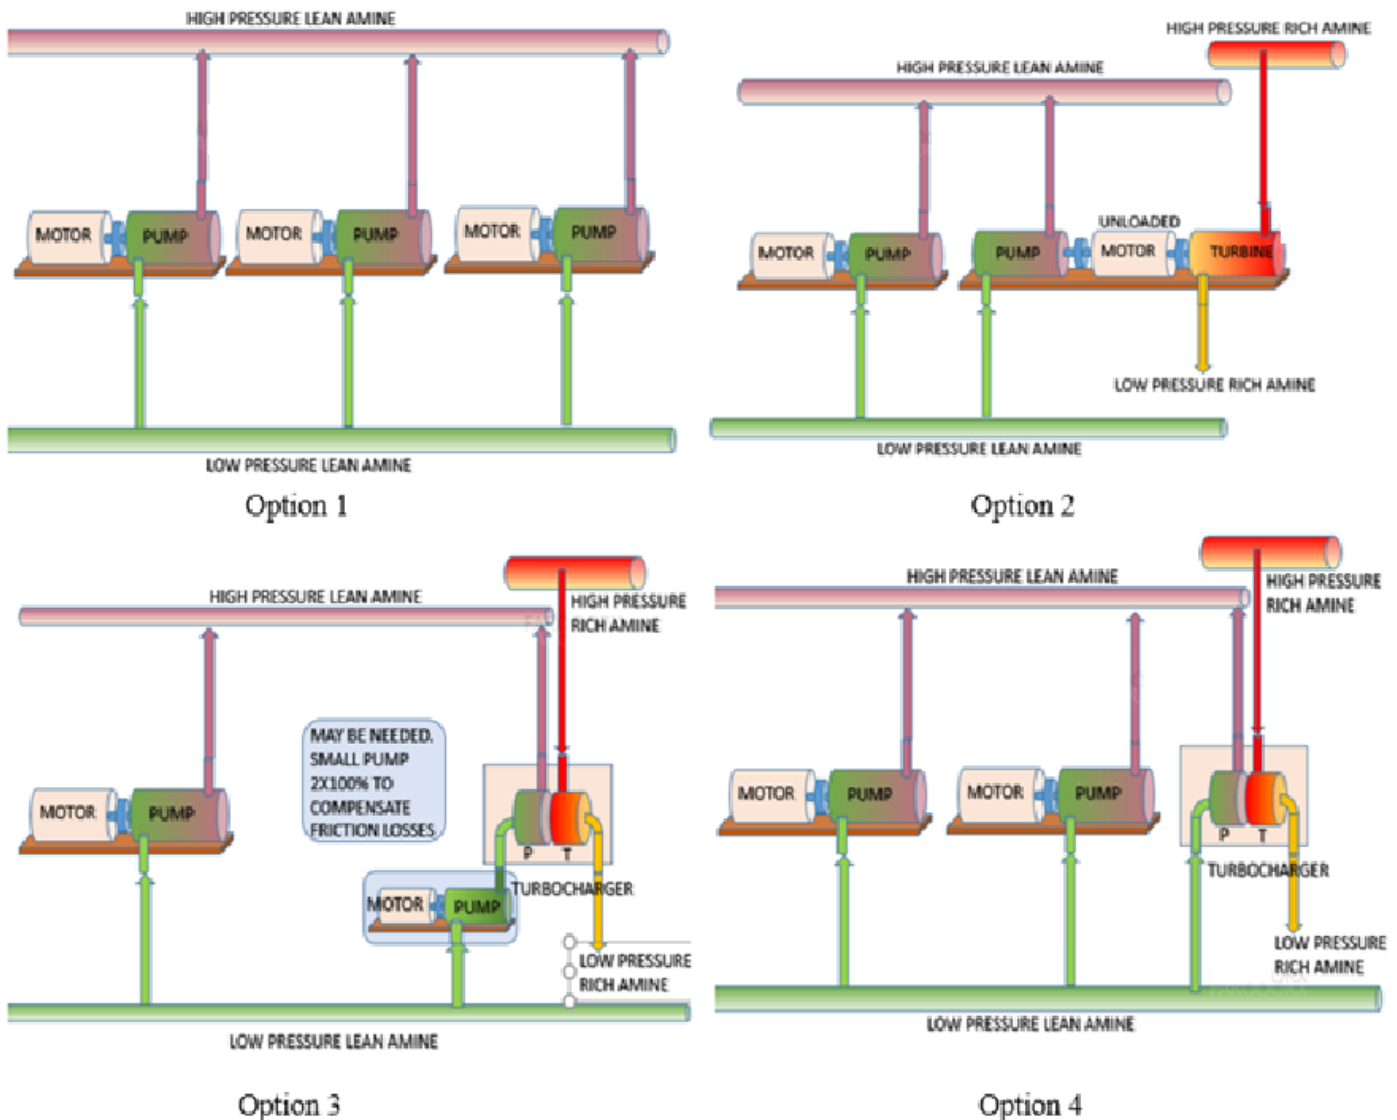 HIGH PRESSURE LEAN AMINE
MOTOR
PUMP
MOTOR
PUMP
MOTOR
PUMP
LOW PRESSURE LEAN AMINE
Option 1
HIGH PRESSURE RICH AMINE
HIGH PRESSURE LEAN AMINE
MOTOR
PUMP
PUMP
UNLOADED
MOTOR
TURBINE
LOW PRESSURE RICH AMINE
LOW PRESSURE LEAN AMINE
Option 2
HIGH PRESSURE LEAN AMINE
HIGH PRESSURE
RICH AMINE
MAY BE NEEDED.
SMALL PUMP
2X100% TO
COMPENSATE
FRICTION LOSSES
MOTOR
PUMP
P
T
TURBOCHARGER
MOTOR
PUMP
LOW PRESSURE
RICH AMINE
LOW PRESSURE LEAN AMINE
Option 3
HIGH PRESSURE LEAN AMINE
HIGH PRESSURE
RICH AMINE
MOTOR
PUMP
MOTOR
PUMP
P
T
TURBOCHARGER
LOW PRESSURE
RICH AMINE
LOW PRESSURE LEAN AMINE
Option 4